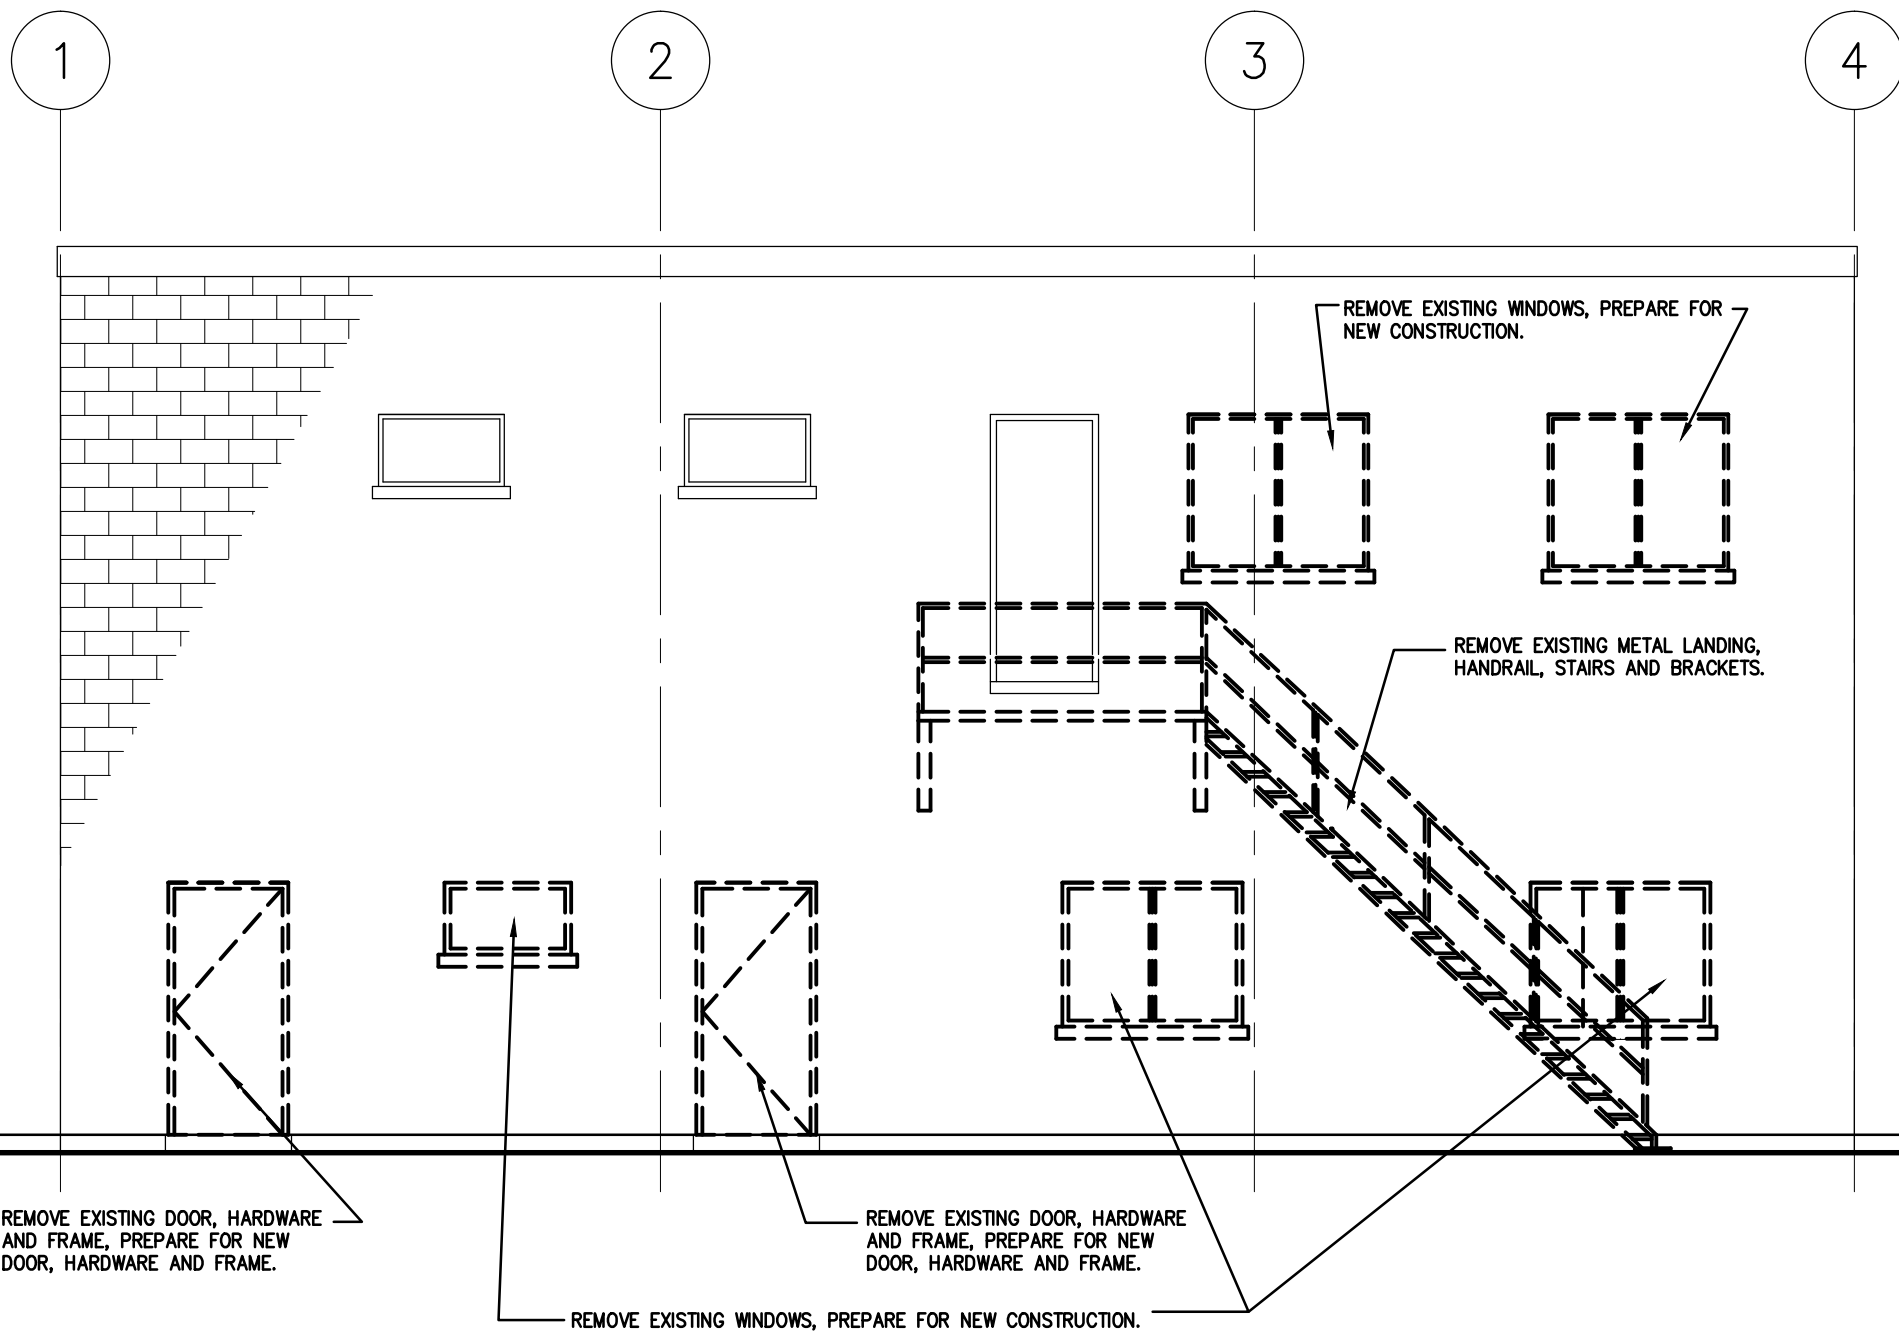 1
2
3
4
REMOVE EXISTING WINDOWS, PREPARE FOR
NEW CONSTRUCTION.
REMOVE EXISTING METAL LANDING,
HANDRAIL, STAIRS AND BRACKETS.
REMOVE EXISTING DOOR, HARDWARE
AND FRAME, PREPARE FOR NEW
DOOR, HARDWARE AND FRAME.
REMOVE EXISTING DOOR, HARDWARE
AND FRAME, PREPARE FOR NEW
DOOR, HARDWARE AND FRAME.
REMOVE EXISTING WINDOWS, PREPARE FOR NEW CONSTRUCTION.